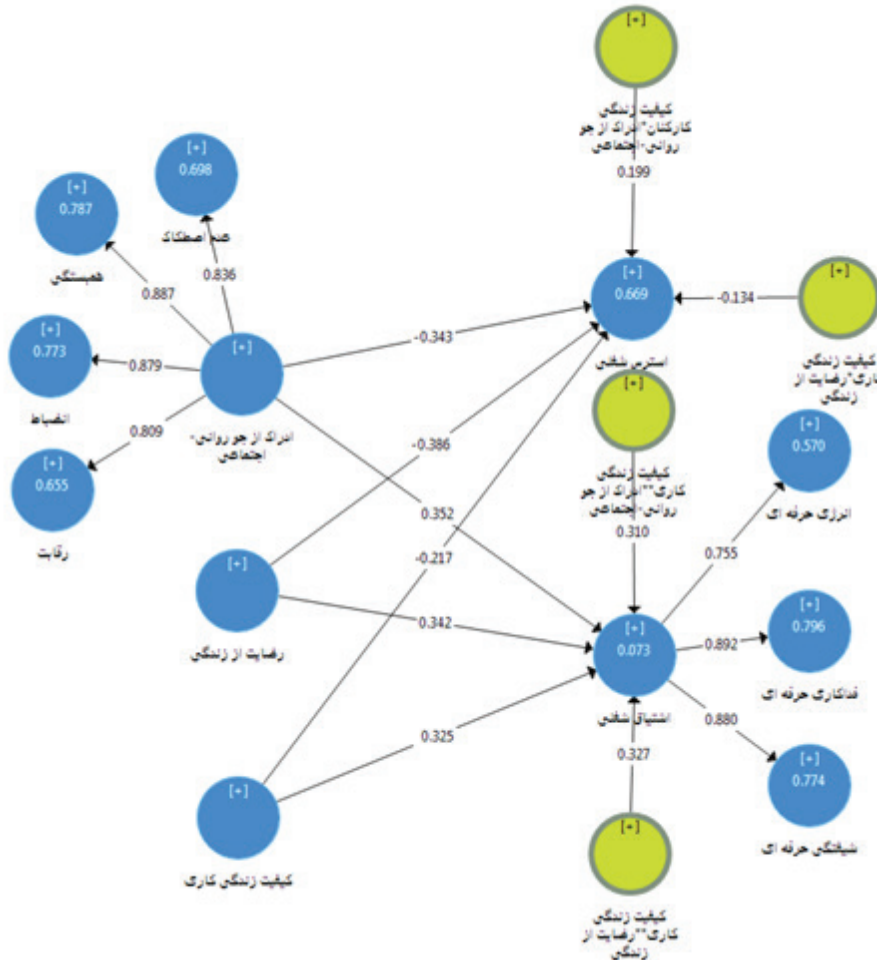 [+]
کیفیت زندگی
کارکنان*ادراک از جو
روانی-اجتماعی
0.199
[+]
0.698
عدم اصطکاک
0.836
[+]
0.787
همبستگی
0.887
[+]
0.773
انضباط
0.879
[+]
0.655
رقابت
0.809
[+]
ادراک از جو روانی-
اجتماعی
[+]
0.669
استرس شغلی
-0.343
-0.134
[+]
کیفیت زندگی
کاری*رضایت از
زندگی
[+]
کیفیت زندگی
کاری**ادراک از جو
روانی-اجتماعی
0.310
-0.386
0.352
-0.217
[+]
رضایت از زندگی
0.342
[+]
0.073
اشتیاق شغلی
0.325
0.327
[+]
کیفیت زندگی کاری
[+]
کیفیت زندگی
کاری**رضایت از
زندگی
[+]
0.570
انرژی حرفه ای
0.755
[+]
0.796
فداکاری حرفه ای
0.892
[+]
0.774
شیفتگی حرفه ای
0.880